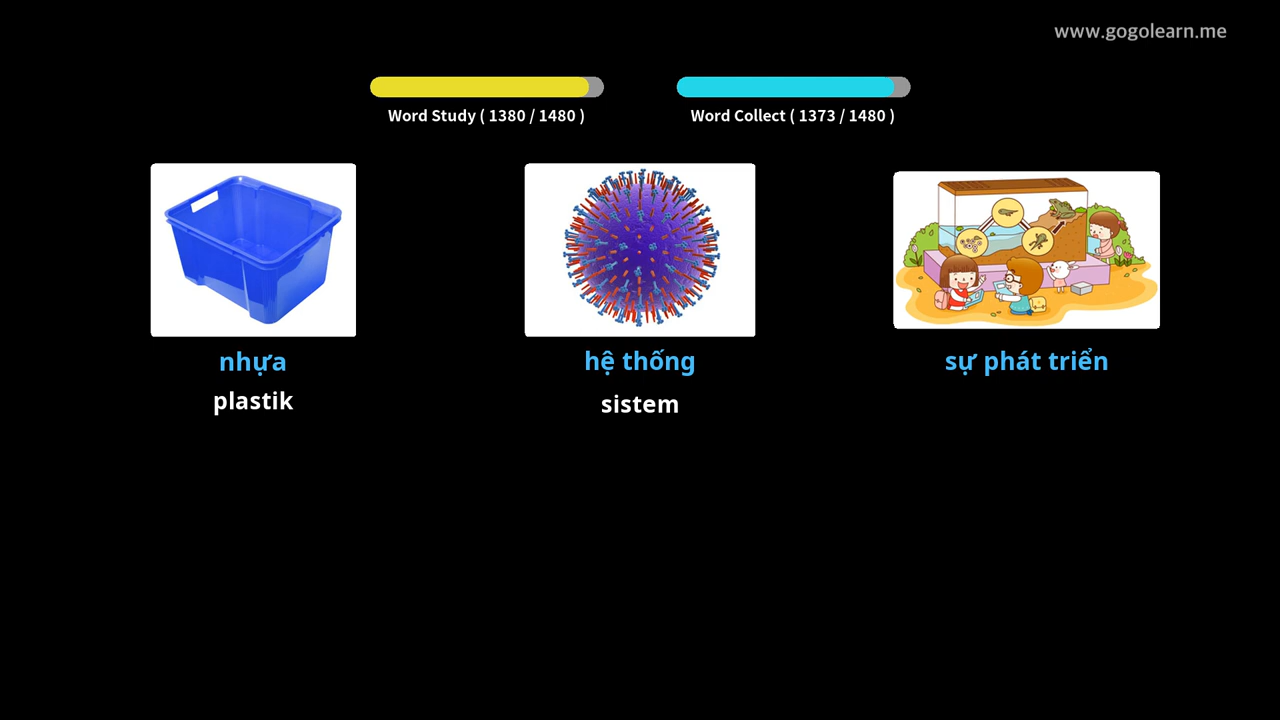 www.gogolearn.me
Word Study ( 1380 / 1480 )
Word Collect ( 1373 / 1480 )
nhựa
hệ thống
sự phát triển
plastik
sistem